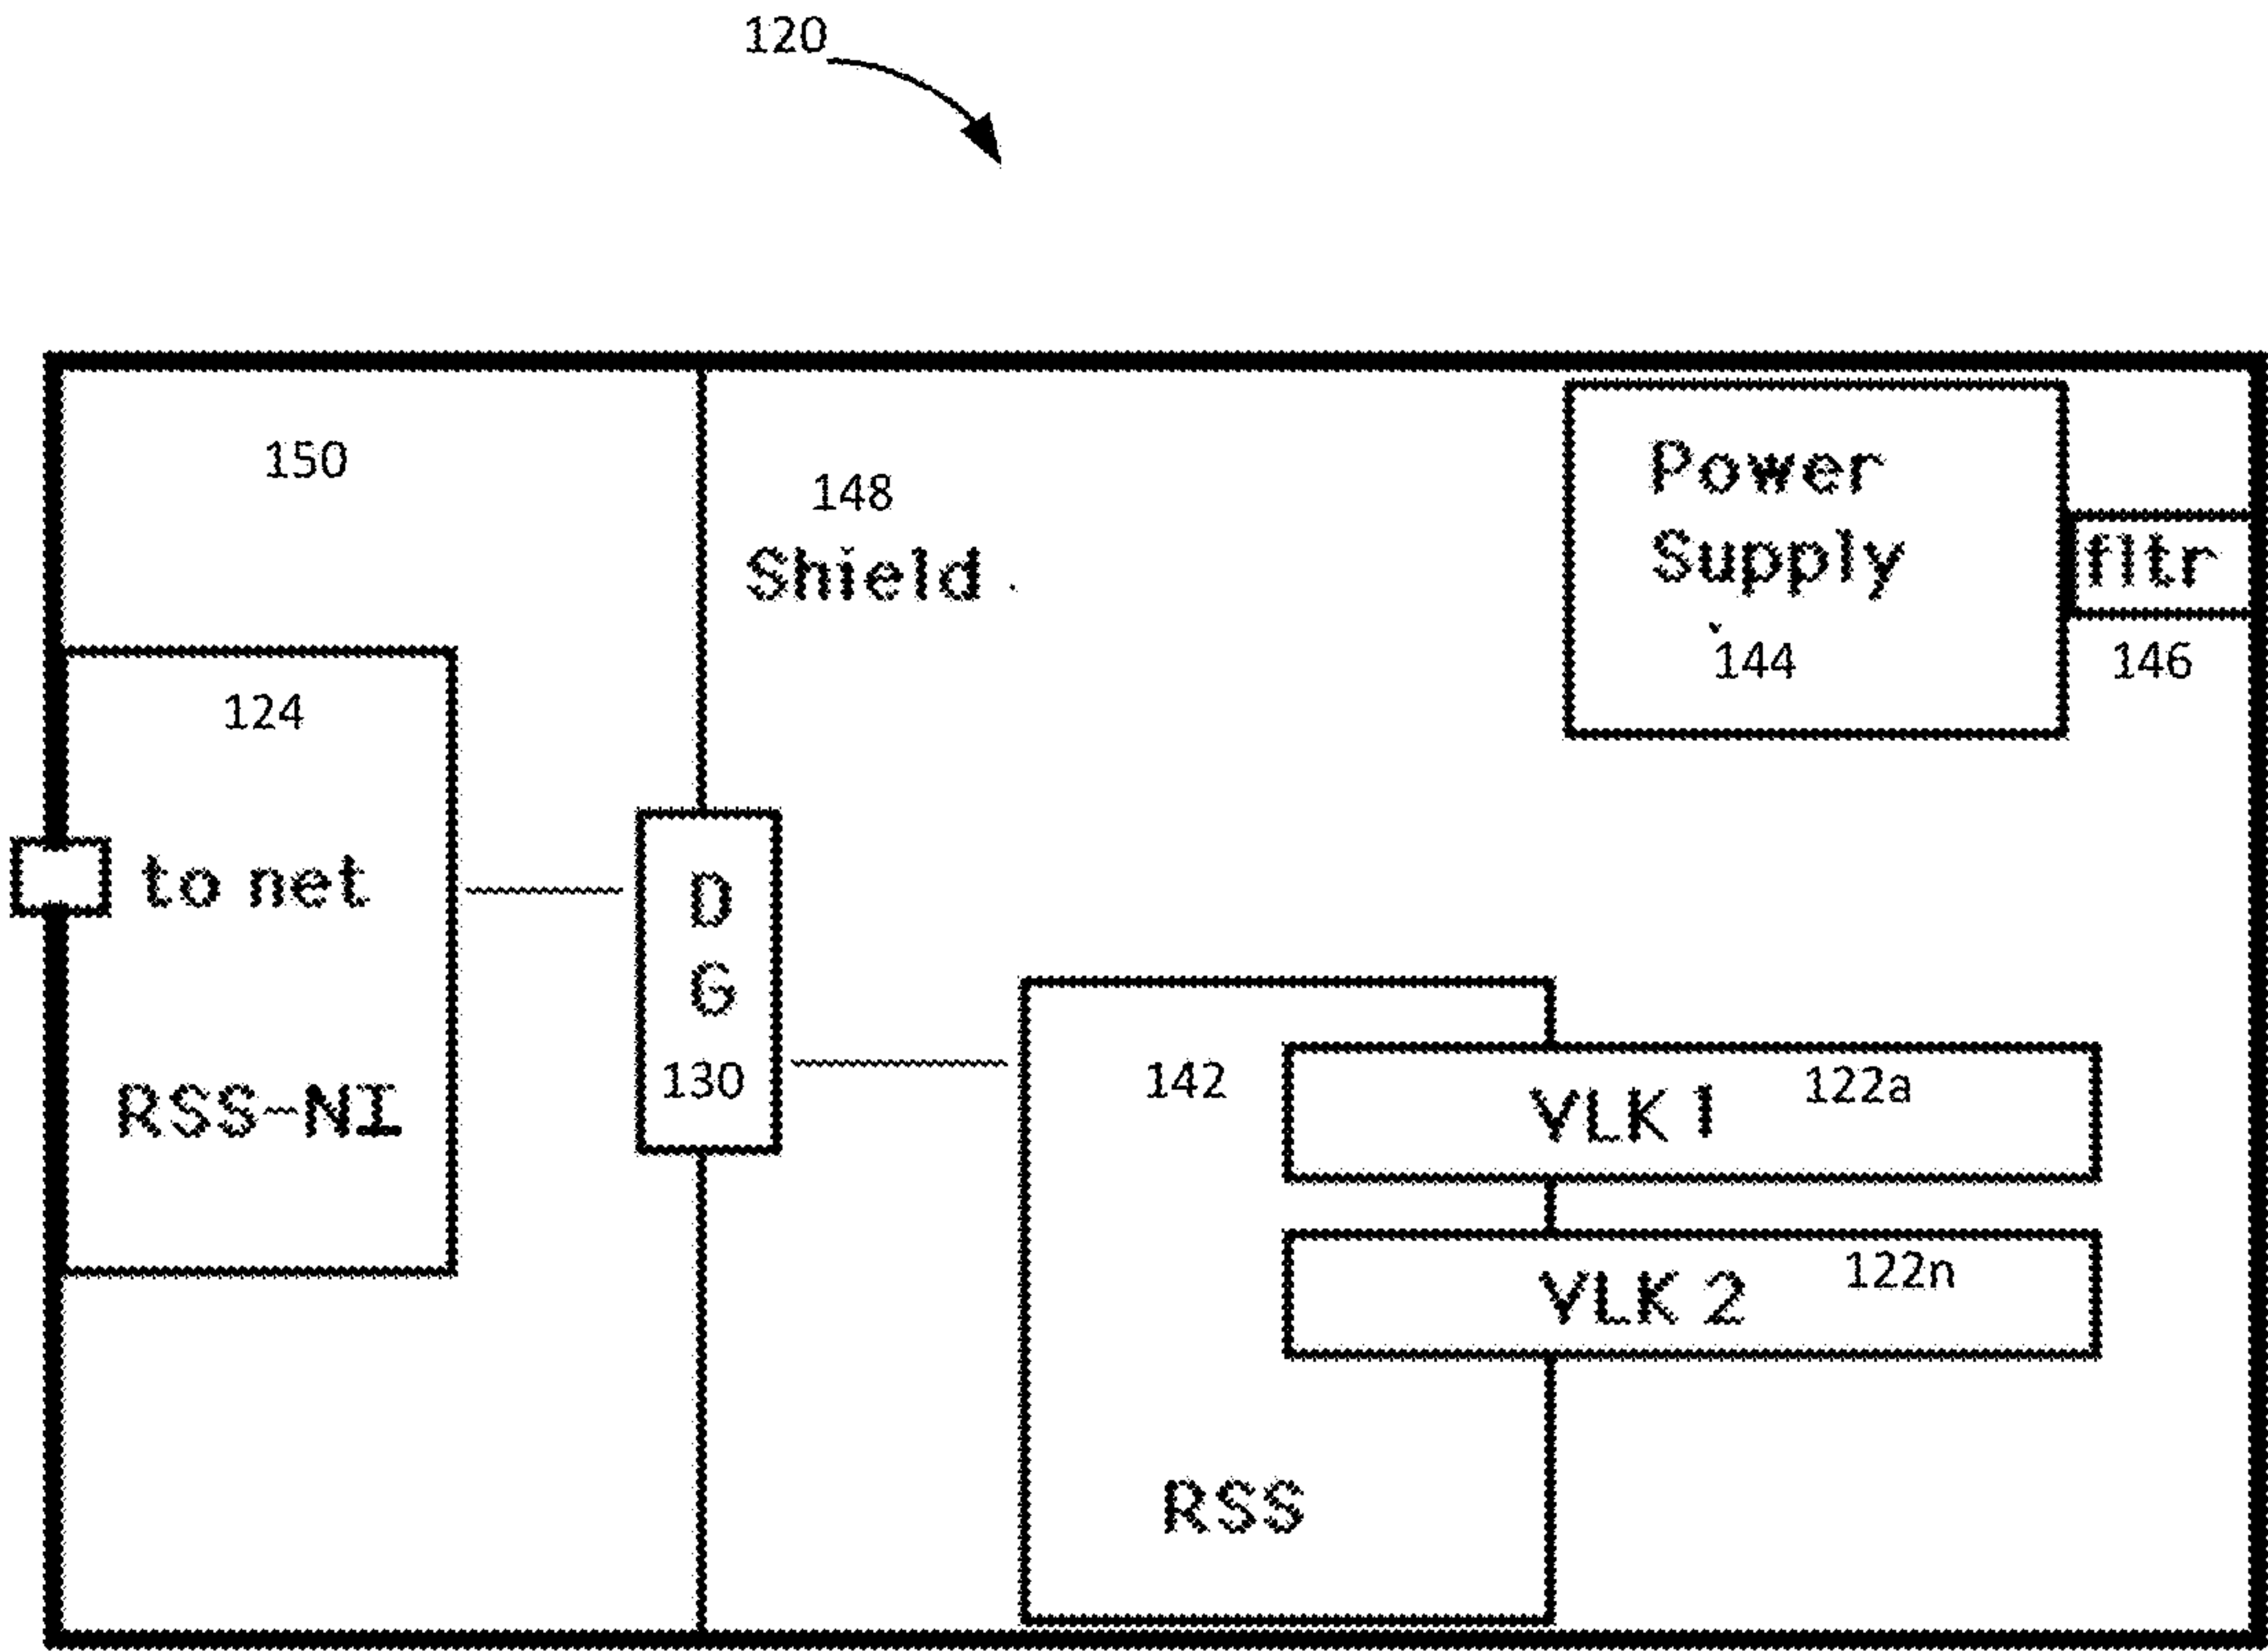 120
150
148
Shield
Power
Supply
144
fltr
146
124
to net
RSS-NI
D
G
130
142
VLK 1 122a
VLK 2 122n
RSS